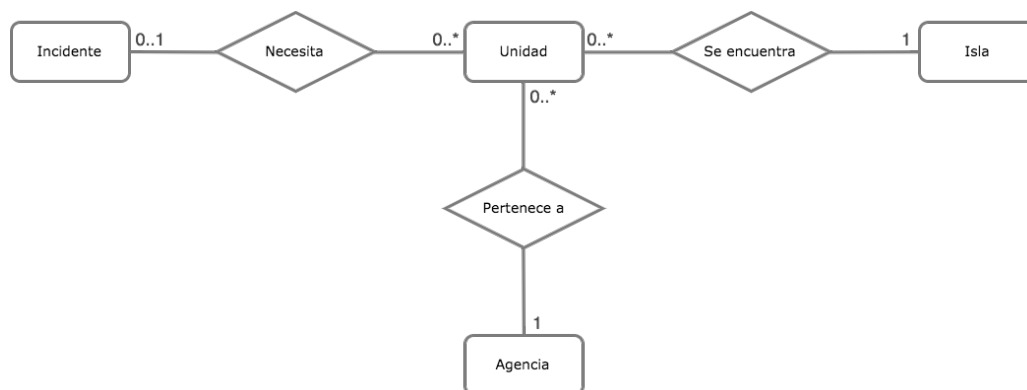 0..1 0..* 0..* 1
Incidente Necesita Unidad Se encuentra Isla
0..*
Pertenece a
1
Agencia